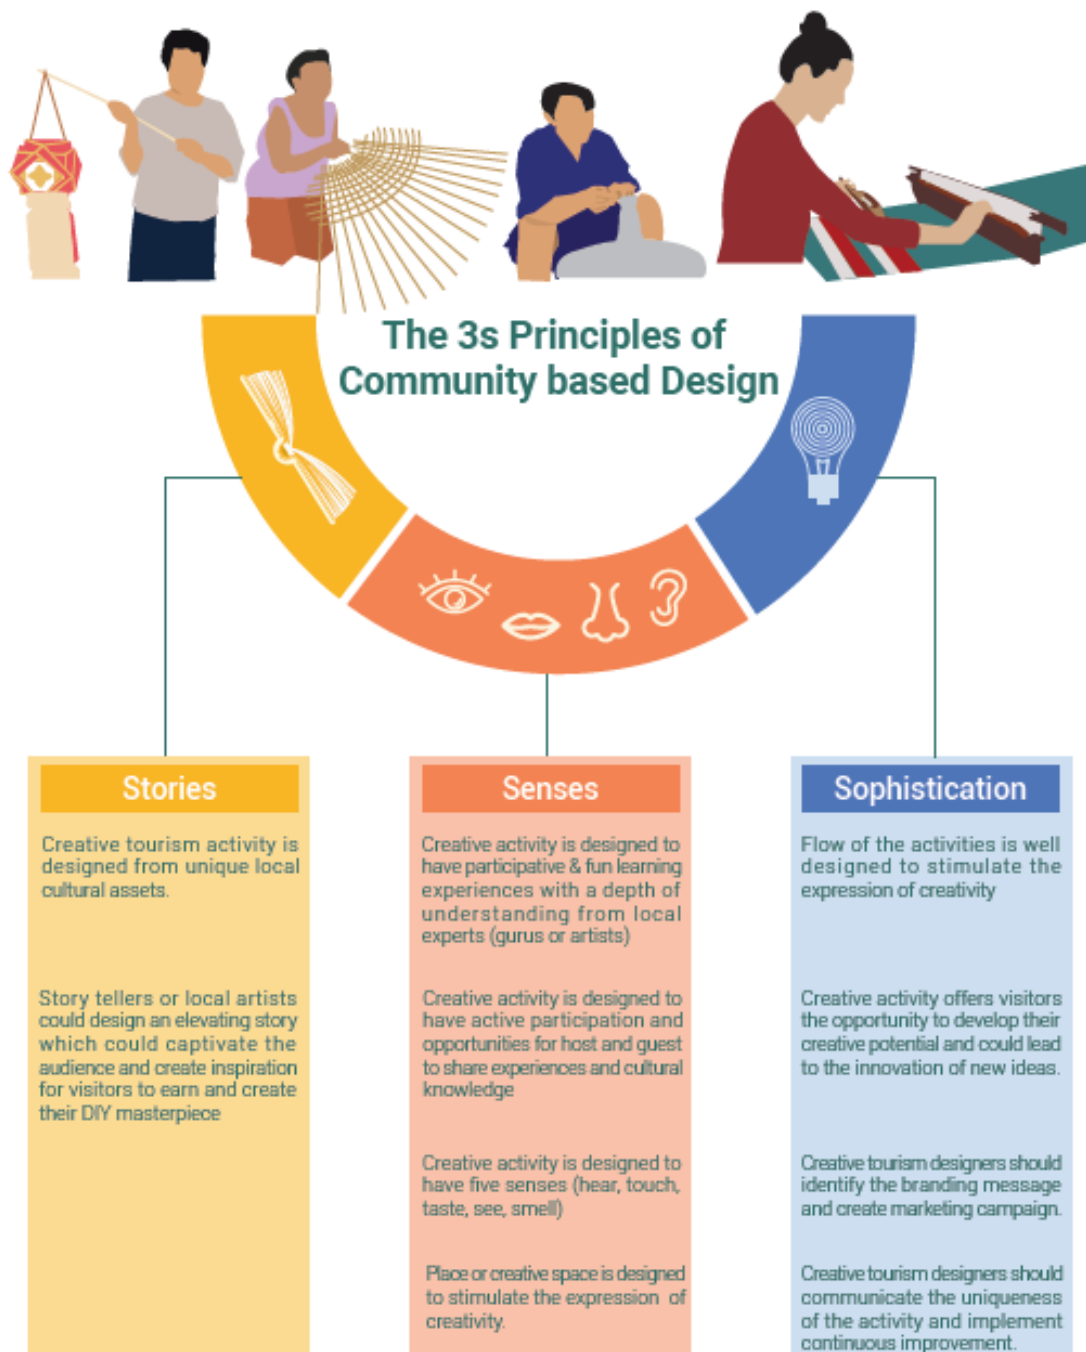 The 3s Principles of
Community based Design
Stories
Creative tourism activity is
designed from unique local
cultural assets.
Story tellers or local artists
could design an elevating story
which could captivate the
audience and create inspiration
for visitors to earn and create
their DIY masterpiece
Senses
Creative activity is designed to
have participative & fun learning
experiences with a depth of
understanding from local
experts (gurus or artists)
Creative activity is designed to
have active participation and
opportunities for host and guest
to share experiences and cultural
knowledge
Creative activity is designed to
have five senses (hear, touch,
taste, see, smell)
Place or creative space is designed
to stimulate the expression of
creativity.
Sophistication
Flow of the activities is well
designed to stimulate the
expression of creativity
Creative activity offers visitors
the opportunity to develop their
creative potential and could lead
to the innovation of new ideas.
Creative tourism designers should
identify the branding message
and create marketing campaign.
Creative tourism designers should
communicate the uniqueness
of the activity and implement
continuous improvement.